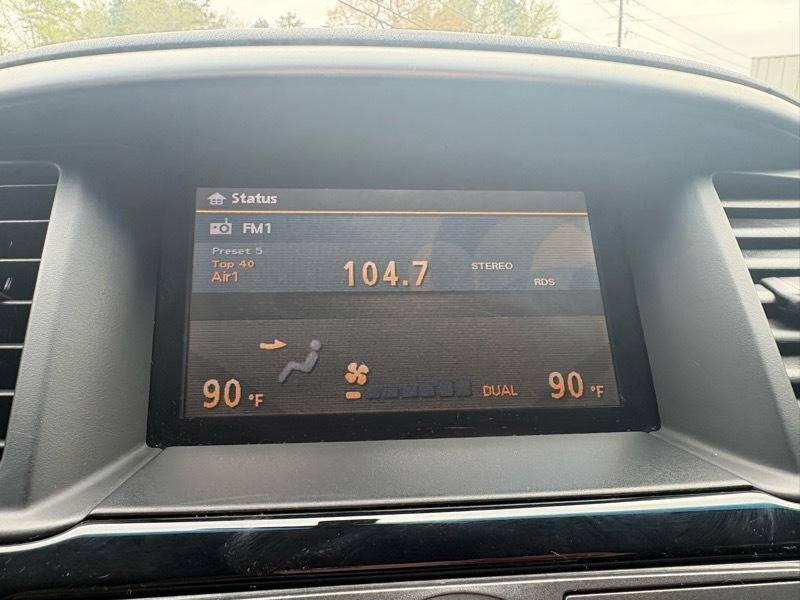 Status
FM1
Preset 5
Top 40
Air1
104.7
STEREO
RDS
90 °F
DUAL
90 °F